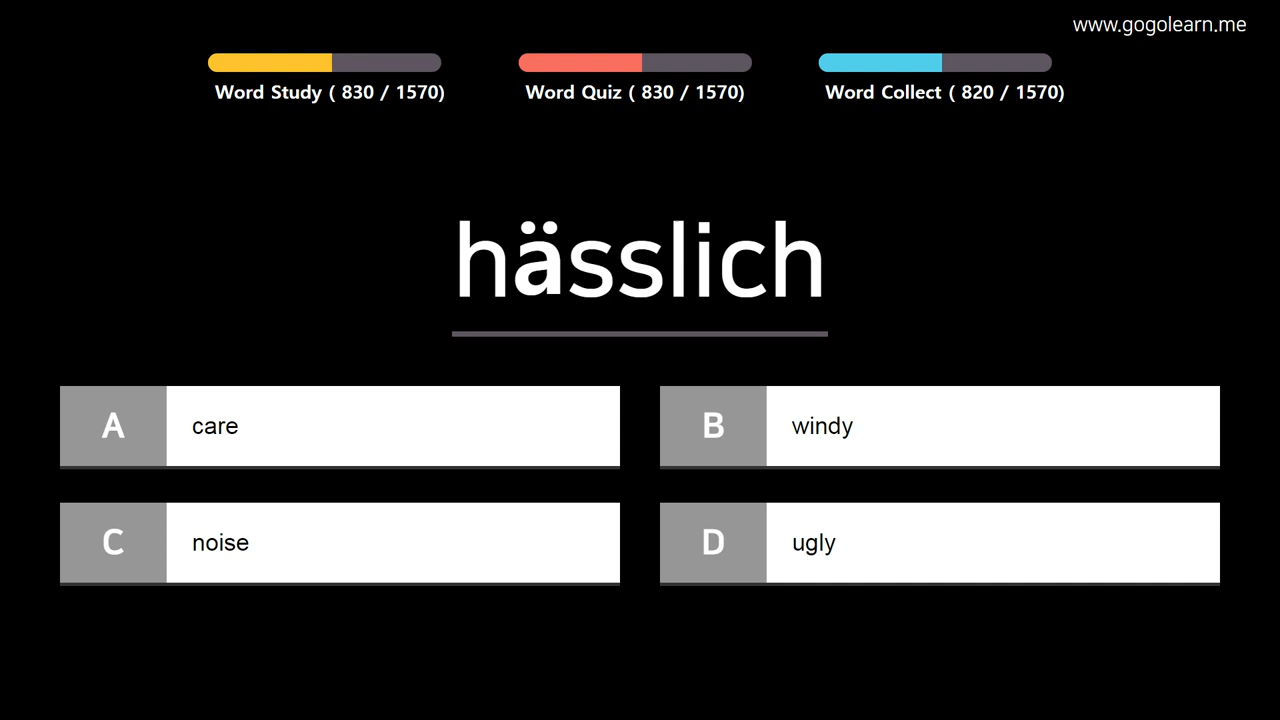 www.gogolearn.me
Word Study ( 830 / 1570)
Word Quiz ( 830 / 1570)
Word Collect ( 820 / 1570)
hässlich
A care
B windy
C noise
D ugly